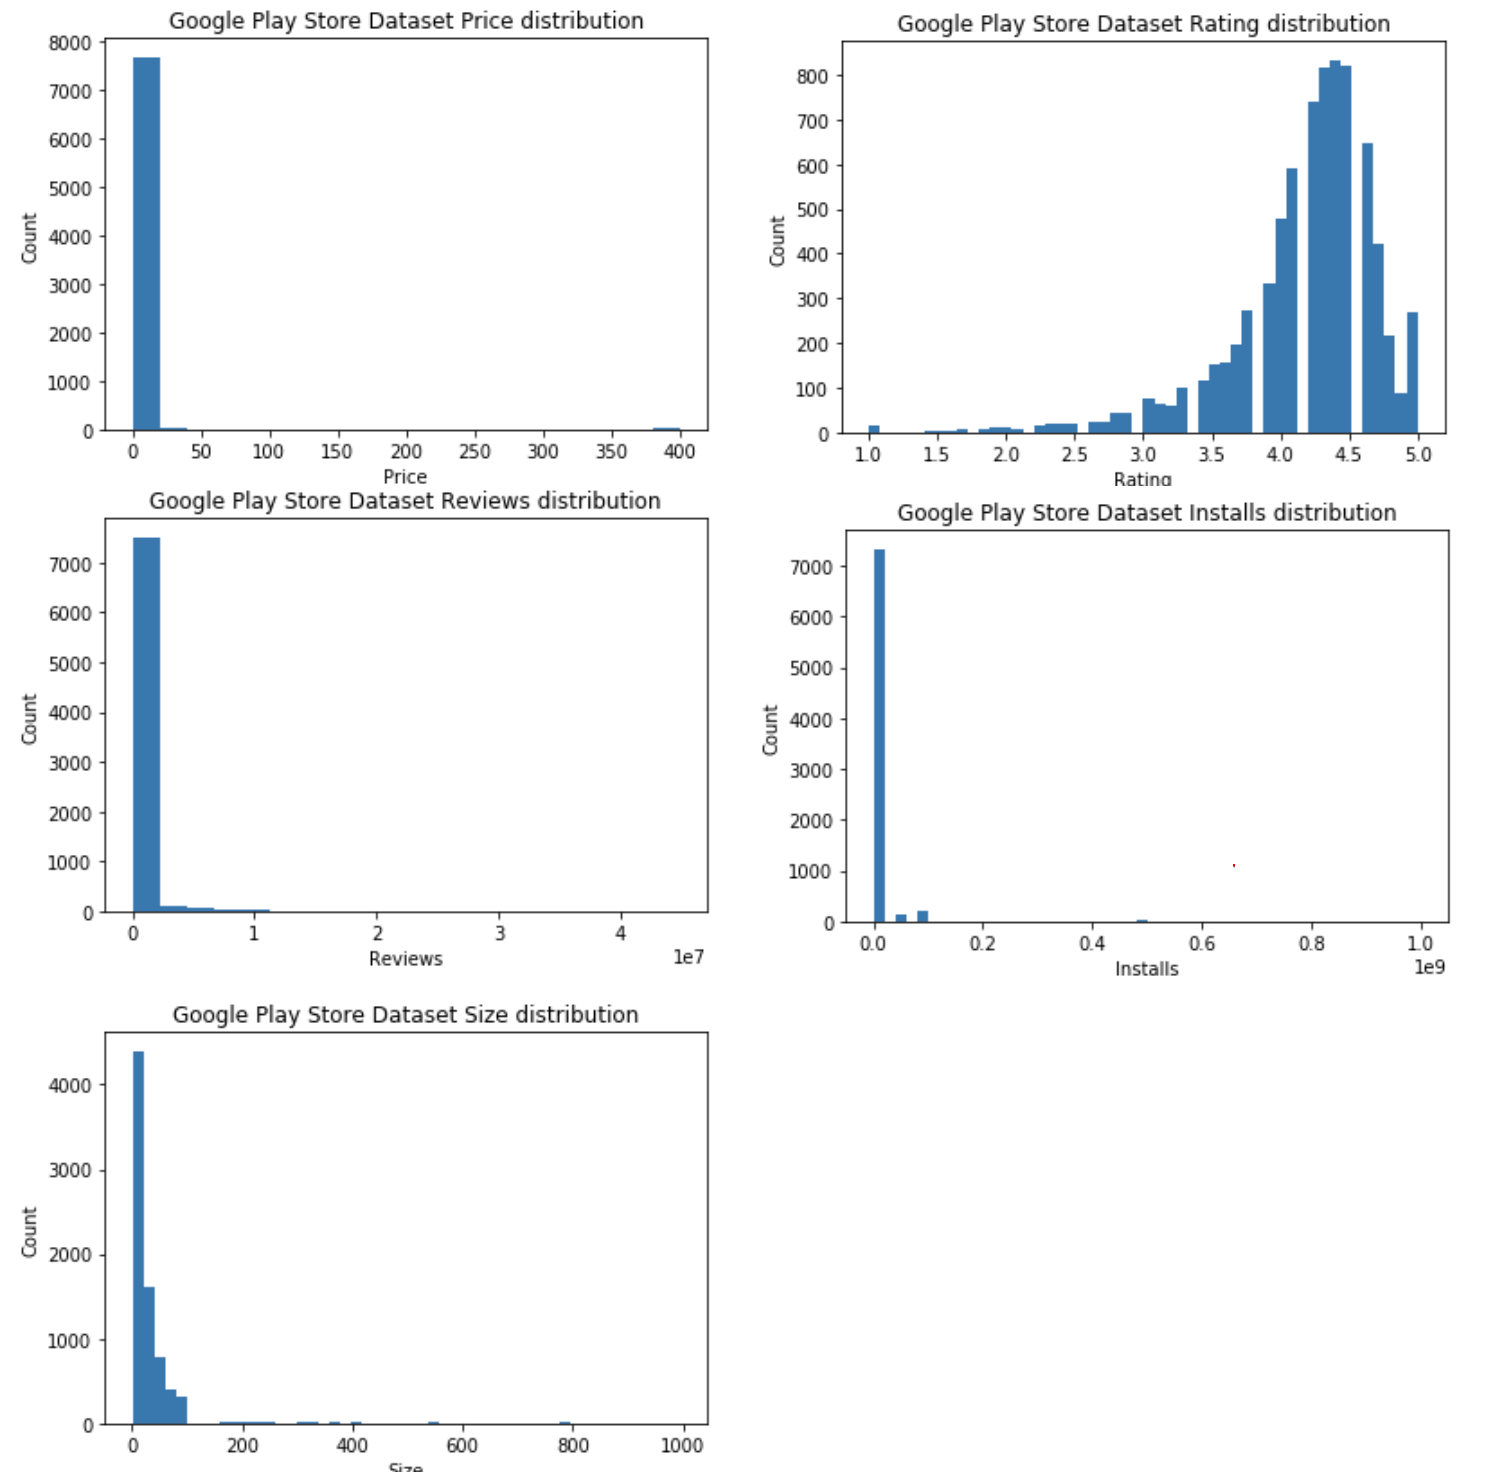 Google Play Store Dataset Price distribution
8000
7000
6000
5000
4000
3000
2000
1000
0
Count
0 50 100 150 200 250 300 350 400
Price
Google Play Store Dataset Rating distribution
800
700
600
500
400
300
200
100
0
Count
1.0 1.5 2.0 2.5 3.0 3.5 4.0 4.5 5.0
Rating
Google Play Store Dataset Reviews distribution
7000
6000
5000
4000
3000
2000
1000
0
Count
0 1 2 3 4
1e7
Reviews
Google Play Store Dataset Installs distribution
7000
6000
5000
4000
3000
2000
1000
0
Count
0.0 0.2 0.4 0.6 0.8 1.0
1e9
Installs
Google Play Store Dataset Size distribution
4000
3000
2000
1000
0
Count
0 200 400 600 800 1000
Size